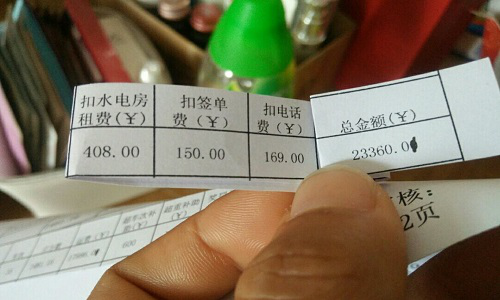 扣水电房
租费(￥)
扣签单
费(￥)
扣电话
费(￥)
总金额(￥)
408.00
150.00
169.00
23360.0
核:
2页
600